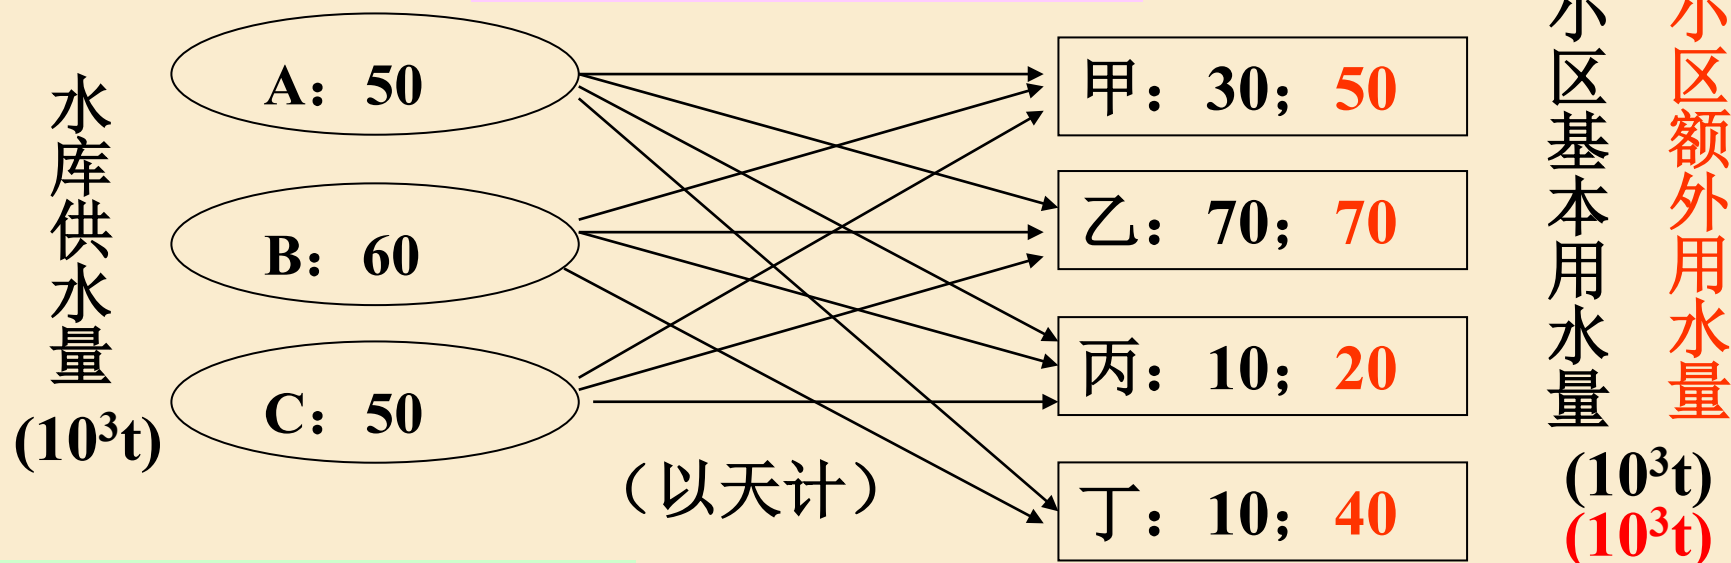 水库供水量
(10³t)
A：50
B：60
C：50
（以天计）
甲：30；50
乙：70；70
丙：10；20
丁：10；40
小区基本用水量
(10³t)
小区额外用水量
(10³t)